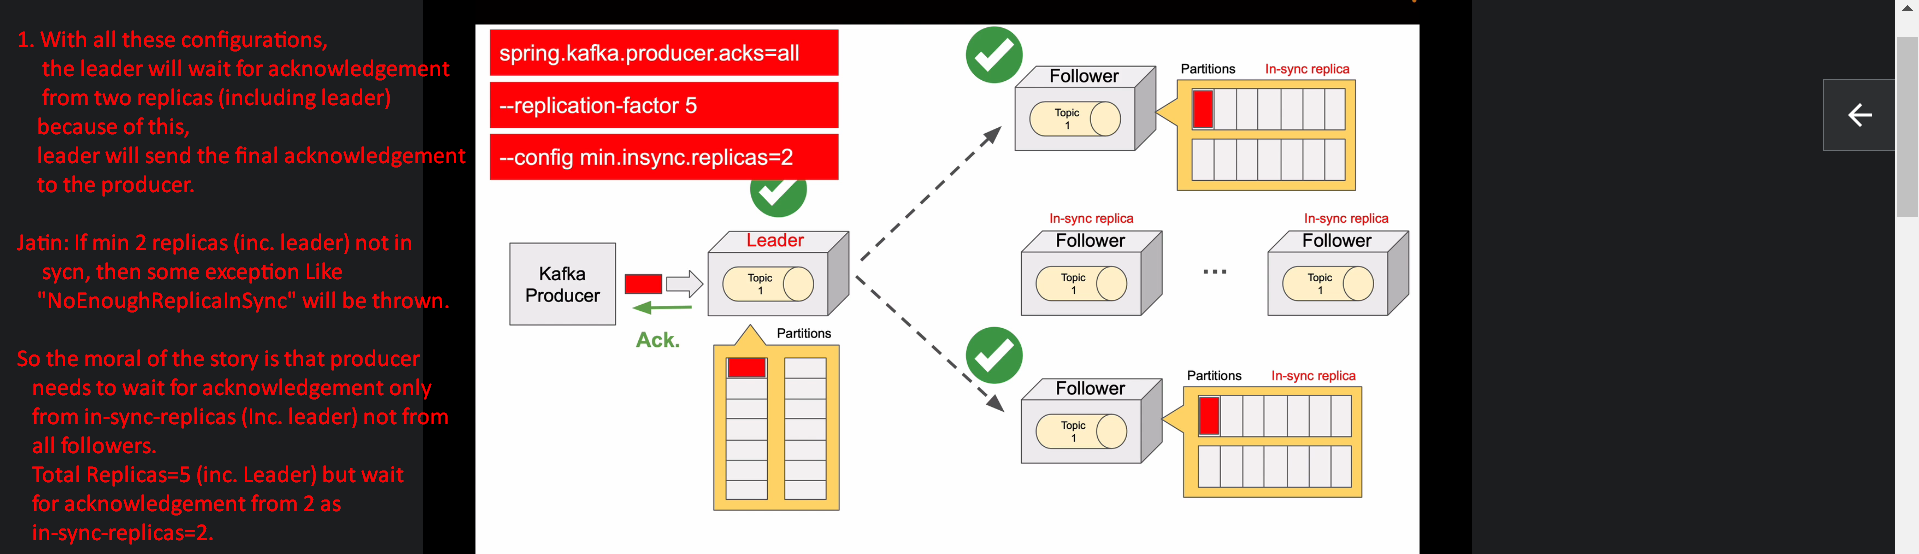 1. With all these configurations,
the leader will wait for acknowledgement
from two replicas (including leader)
because of this,
leader will send the final acknowledgement
to the producer.
Jatin: If min 2 replicas (inc. leader) not in
sycn, then some exception Like
"NoEnoughReplicaInSync" will be thrown.
So the moral of the story is that producer
needs to wait for acknowledgement only
from in-sync-replicas (Inc. leader) not from
all followers.
Total Replicas=5 (inc. Leader) but wait
for acknowledgement from 2 as
in-sync-replicas=2.
spring.kafka.producer.acks=all
--replication-factor 5
--config min.insync.replicas=2
Kafka
Producer
Ack.
Leader
Topic
1
Partitions
Follower
Topic
1
Partitions
In-sync replica
In-sync replica
Follower
Topic
1
...
In-sync replica
Follower
Topic
1
Follower
Topic
1
Partitions
In-sync replica